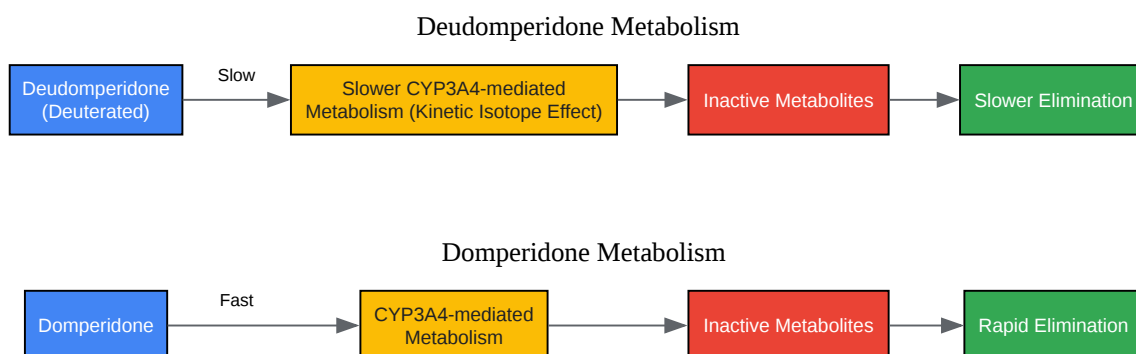 Deudomperidone Metabolism
Deudomperidone
(Deuterated)
Slow
Slower CYP3A4-mediated
Metabolism (Kinetic Isotope Effect)
Inactive Metabolites
Slower Elimination
Domperidone Metabolism
Domperidone
Fast
CYP3A4-mediated
Metabolism
Inactive Metabolites
Rapid Elimination